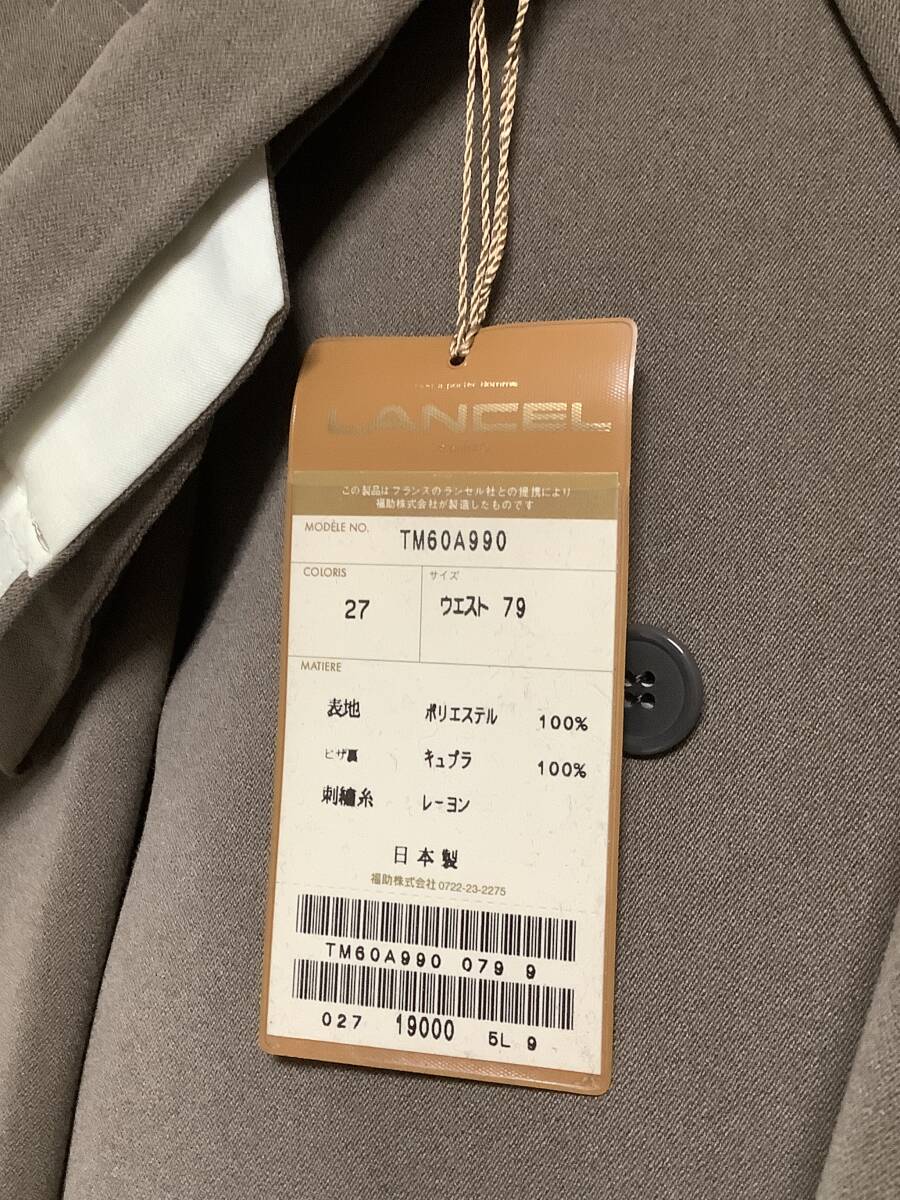 a porter Homme
LANCEL
この製品はフランスのランセル社との提携により
福助株式会社が製造したものです
MODÈLE NO.
TM60A990
COLORIS
サイズ
27
ウエスト 79
MATIERE
表地 ポリエステル 100%
ヒザ裏 キュプラ 100%
刺繍糸 レーヨン
日本製
福助株式会社 0722-23-2275
TM60A990 079 9
027 19000 5L 9